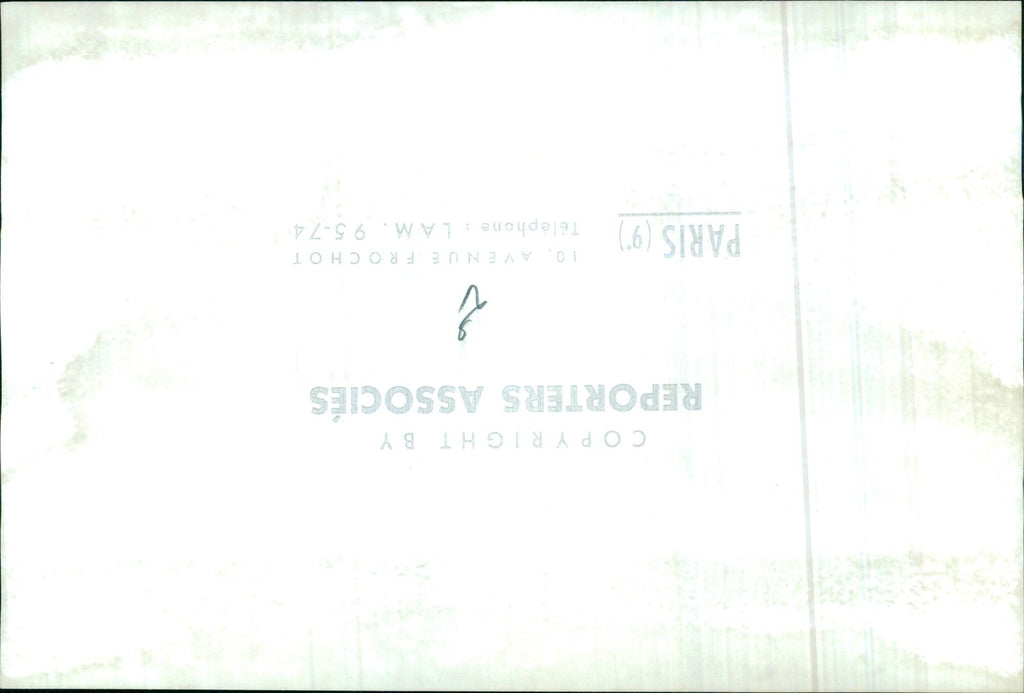 COPYRIGHT BY
REPORTERS ASSOCIÉS
10, AVENUE FROCHOT
Téléphone : LAM. 95-74
PARIS (9e)